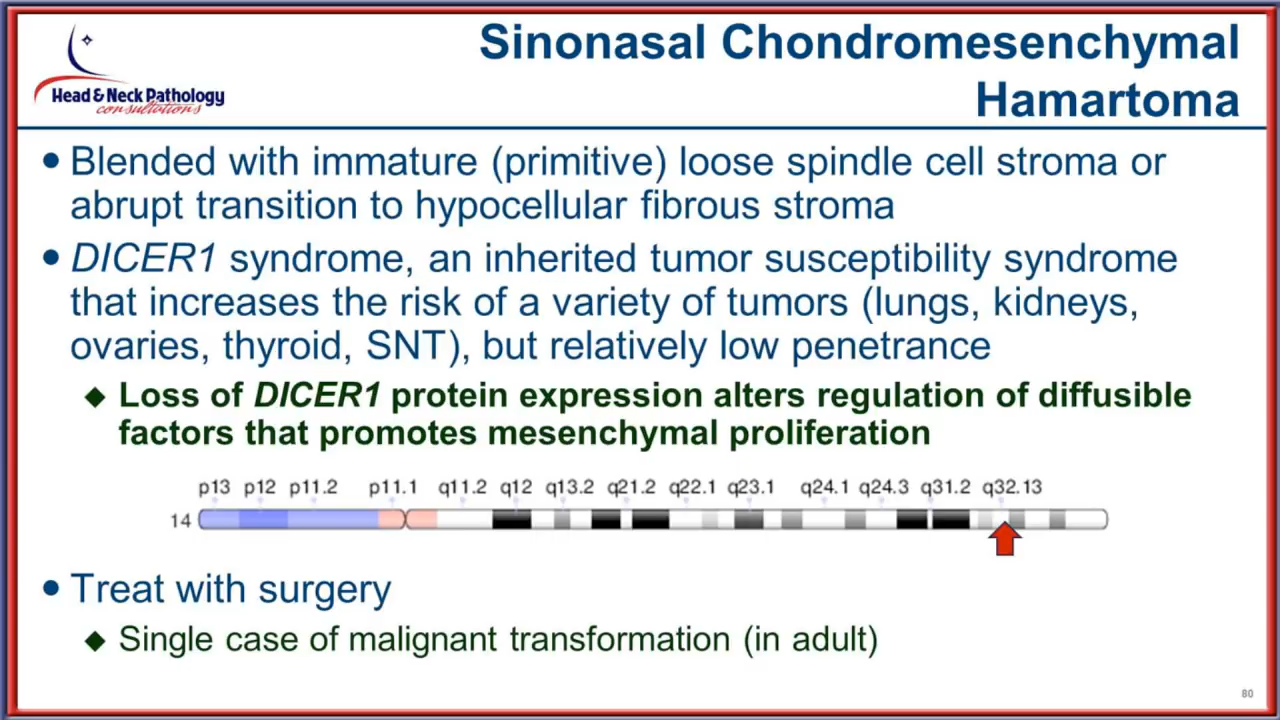 Head & Neck Pathology
consultations
Sinonasal Chondromesenchymal
Hamartoma
• Blended with immature (primitive) loose spindle cell stroma or
abrupt transition to hypocellular fibrous stroma
• DICER1 syndrome, an inherited tumor susceptibility syndrome
that increases the risk of a variety of tumors (lungs, kidneys,
ovaries, thyroid, SNT), but relatively low penetrance
◆ Loss of DICER1 protein expression alters regulation of diffusible
factors that promotes mesenchymal proliferation
p13 p12 p11.2 p11.1 q11.2 q12 q13.2 q21.2 q22.1 q23.1 q24.1 q24.3 q31.2 q32.13
14
• Treat with surgery
◆ Single case of malignant transformation (in adult)
80